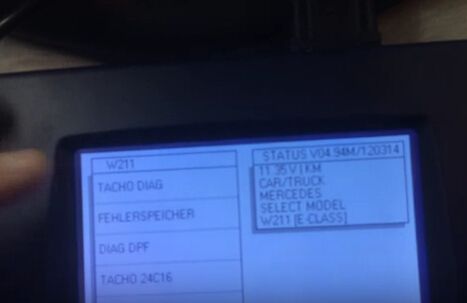 W211
TACHO DIAG
FEHLERSPEICHER
DIAG DPF
TACHO 24C16
STATUS V04.94M/120314
11.95V | KM
CAR/TRUCK
MERCEDES
SELECT MODEL
W211 [E-CLASS]